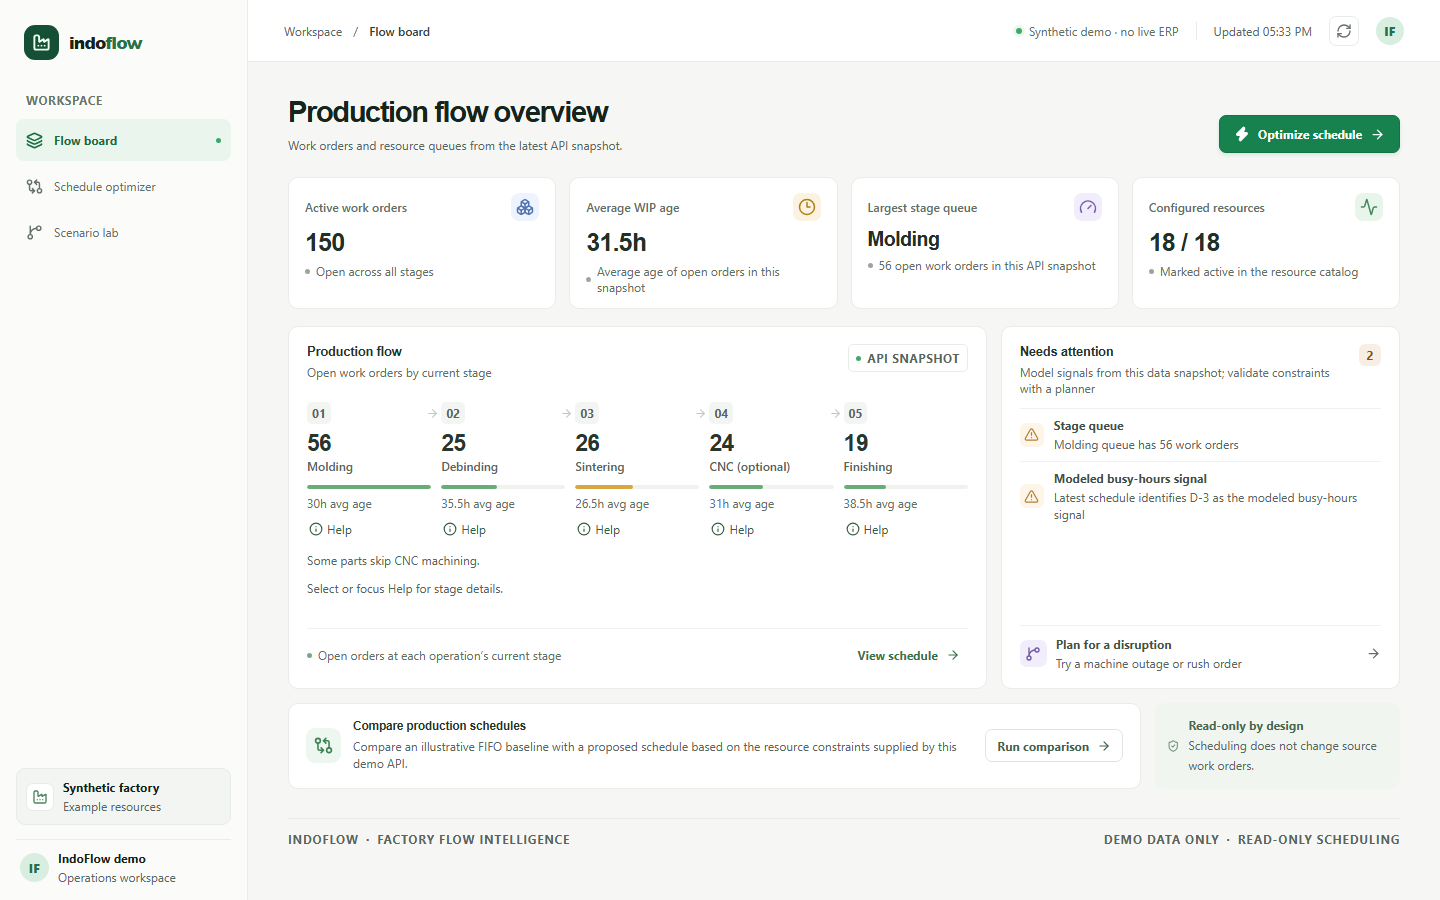 indoflow
WORKSPACE
Flow board
Schedule optimizer
Scenario lab
Synthetic factory
Example resources
IF
IndoFlow demo
Operations workspace
Workspace / Flow board
Synthetic demo · no live ERP
Updated 05:33 PM
IF
Production flow overview
Work orders and resource queues from the latest API snapshot.
Optimize schedule
Active work orders
150
Open across all stages
Average WIP age
31.5h
Average age of open orders in this
snapshot
Largest stage queue
Molding
56 open work orders in this API snapshot
Configured resources
18 / 18
Marked active in the resource catalog
Production flow
Open work orders by current stage
API SNAPSHOT
01
56
Molding
30h avg age
Help
02
25
Debinding
35.5h avg age
Help
03
26
Sintering
26.5h avg age
Help
04
24
CNC (optional)
31h avg age
Help
05
19
Finishing
38.5h avg age
Help
Some parts skip CNC machining.
Select or focus Help for stage details.
Open orders at each operation's current stage
View schedule
Needs attention
2
Model signals from this data snapshot; validate constraints
with a planner
Stage queue
Molding queue has 56 work orders
Modeled busy-hours signal
Latest schedule identifies D-3 as the modeled busy-hours
signal
Plan for a disruption
Try a machine outage or rush order
Compare production schedules
Compare an illustrative FIFO baseline with a proposed schedule based on the resource constraints supplied by this
demo API.
Run comparison
Read-only by design
Scheduling does not change source
work orders.
INDOFLOW · FACTORY FLOW INTELLIGENCE
DEMO DATA ONLY · READ-ONLY SCHEDULING